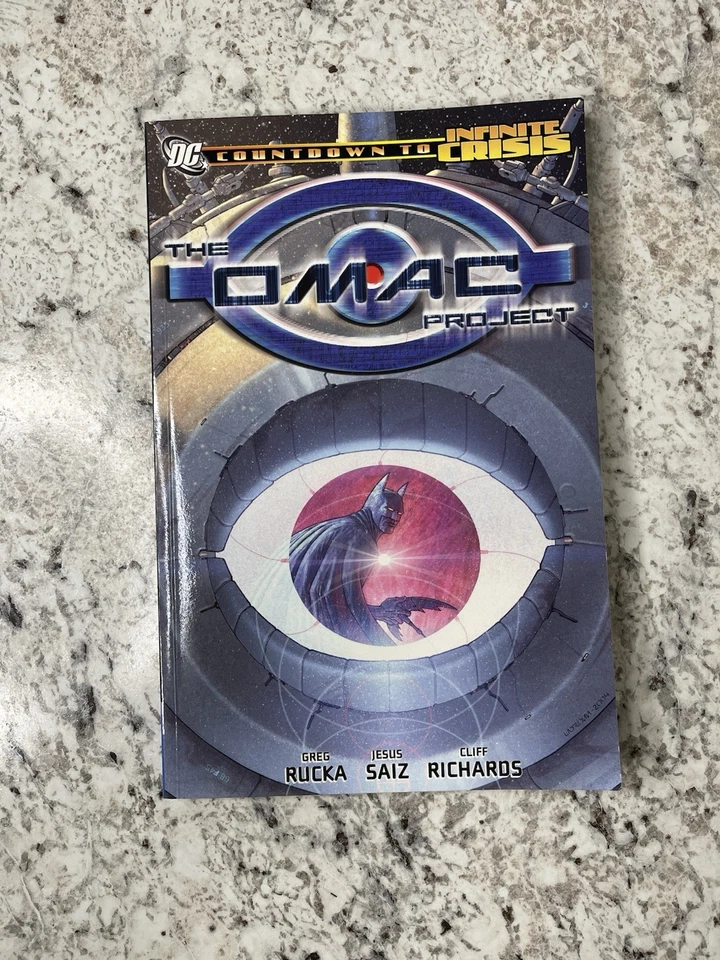 DC
COUNTDOWN TO INFINITE CRISIS
THE
OMAC
PROJECT
GREG RUCKA
JESUS SAIZ
CLIFF RICHARDS